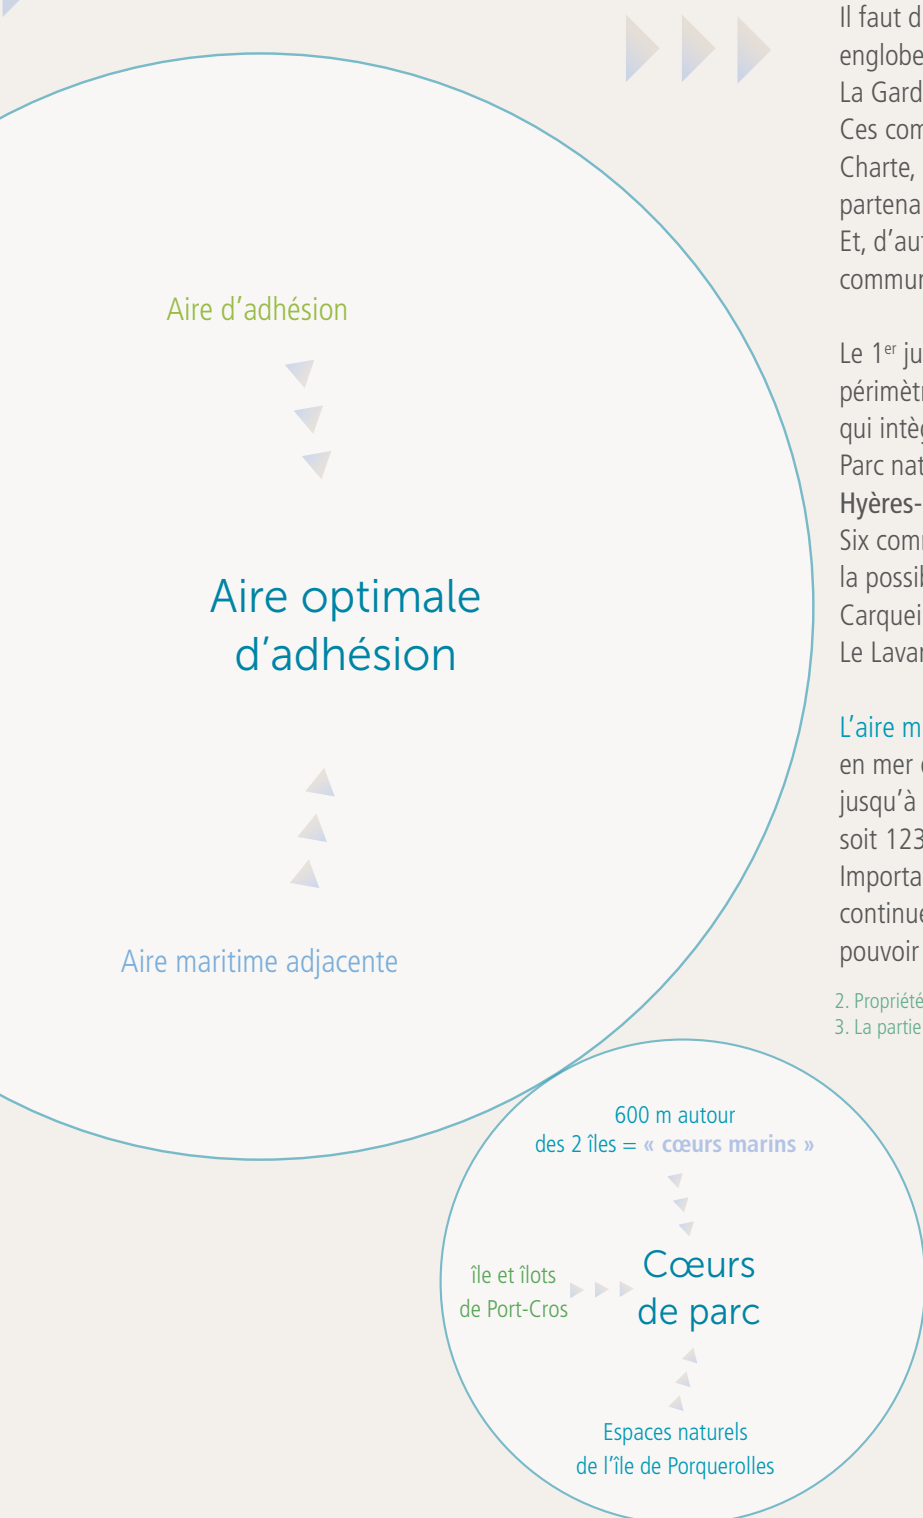 Aire d'adhésion
Aire optimale
d'adhésion
Aire maritime adjacente
Il faut d
englobe
La Gard
Ces com
Charte,
partena
Et, d'au
commu
Le 1er ju
périmèt
qui intè
Parc nat
Hyères-
Six com
la possi
Carquei
Le Lava
L'aire m
en mer
jusqu'à
soit 123
Importa
continu
pouvoir
2. Propriété
3. La partie
600 m autour
des 2 îles = « cœurs marins »
île et îlots
de Port-Cros
Cœurs
de parc
Espaces naturels
de l'île de Porquerolles